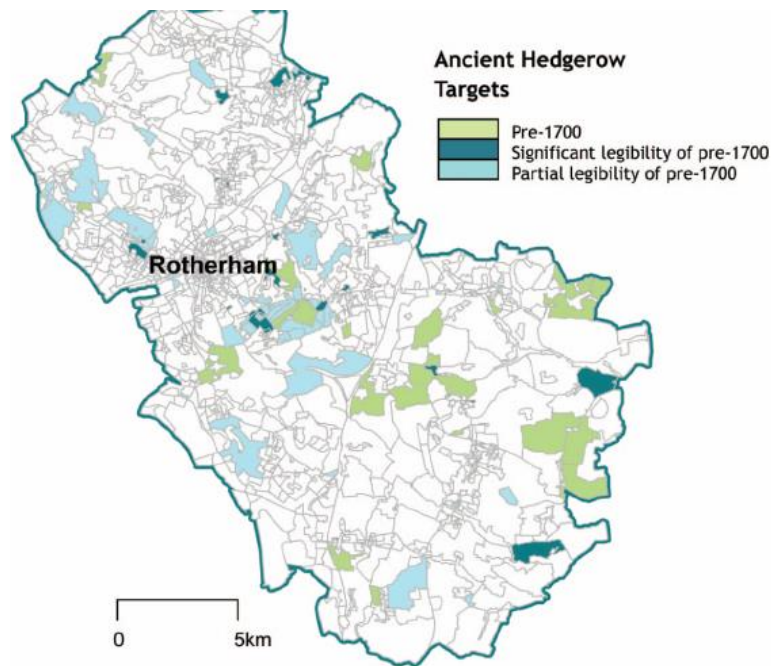 Ancient Hedgerow
Targets
Pre-1700
Significant legibility of pre-1700
Partial legibility of pre-1700
Rotherham
0 5km